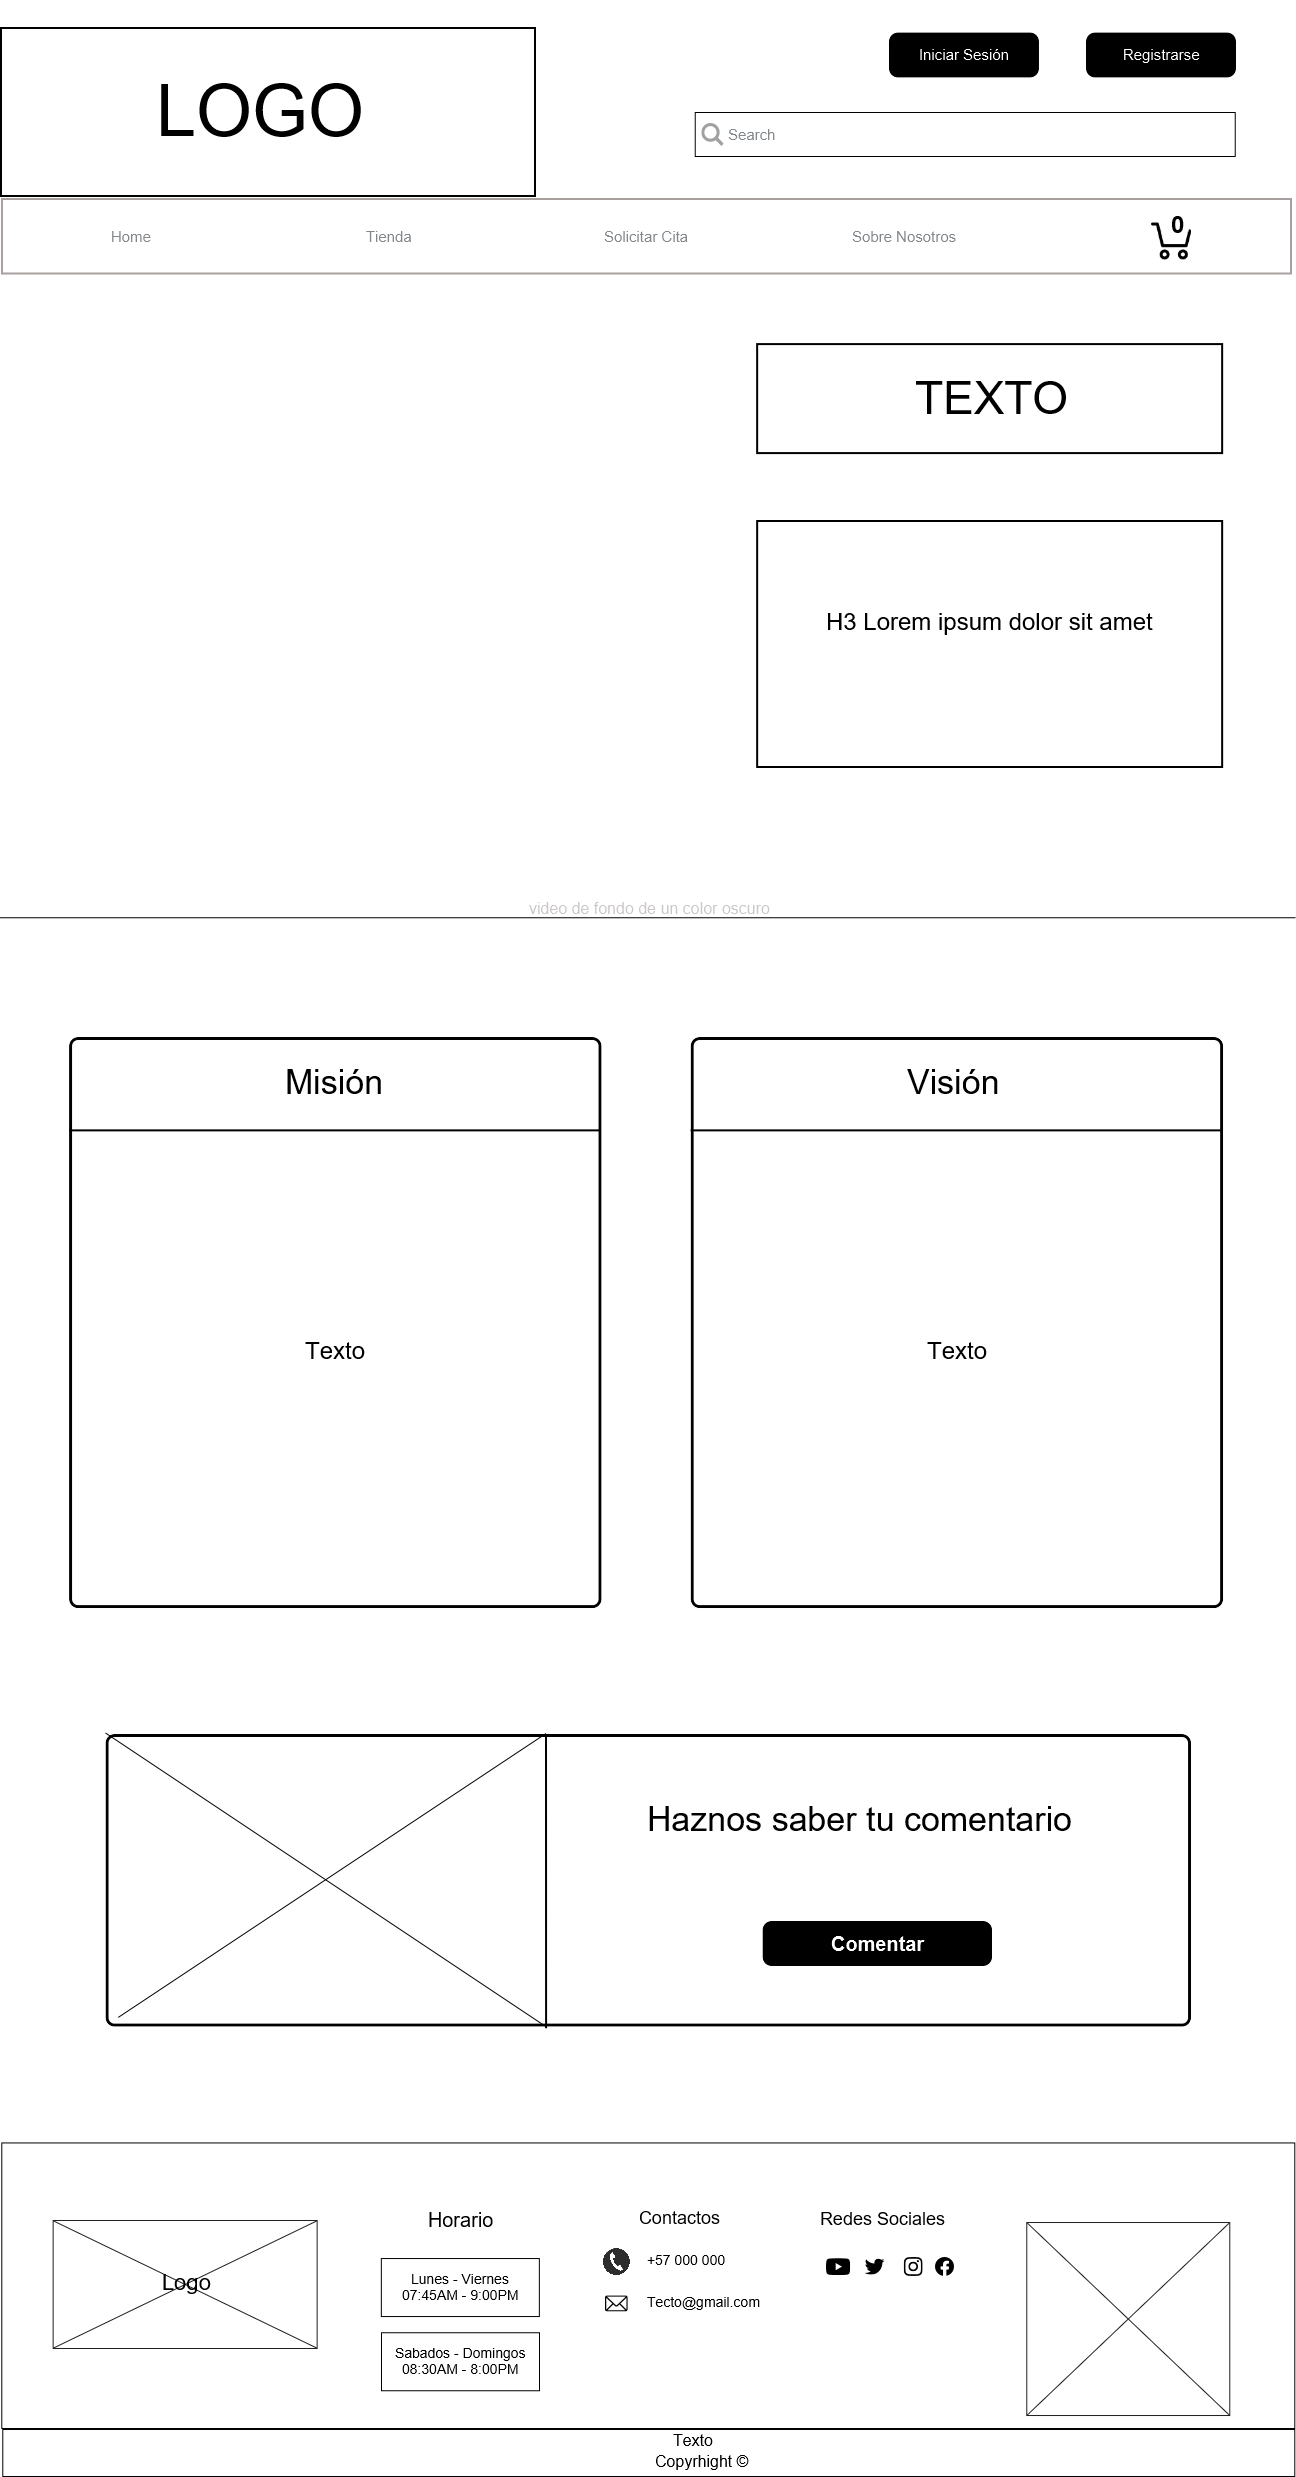 LOGO
Iniciar Sesión
Registrarse
Search
Home
Tienda
Solicitar Cita
Sobre Nosotros
0
TEXTO
H3 Lorem ipsum dolor sit amet
video de fondo de un color oscuro
Misión
Texto
Visión
Texto
Haznos saber tu comentario
Comentar
Logo
Horario
Lunes - Viernes
07:45AM - 9:00PM
Sabados - Domingos
08:30AM - 8:00PM
Contactos
+57 000 000
Tecto@gmail.com
Redes Sociales
Texto
Copyrhight ©